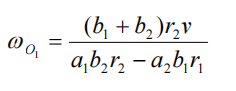 ω_{O_1} = \frac{(b_1 + b_2) r_2 v}{a_1 b_2 r_2 - a_2 b_1 r_1}